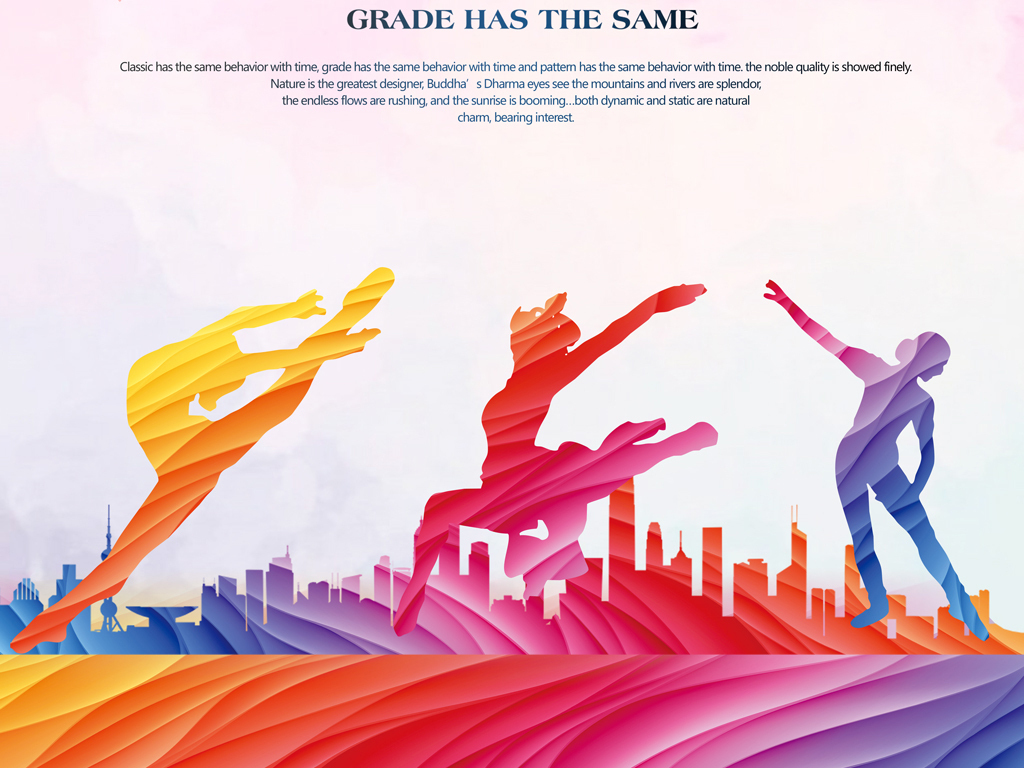 GRADE HAS THE SAME
Classic has the same behavior with time, grade has the same behavior with time and pattern has the same behavior with time. the noble quality is showed finely.
Nature is the greatest designer, Buddha’s Dharma eyes see the mountains and rivers are splendor,
the endless flows are rushing, and the sunrise is booming...both dynamic and static are natural
charm, bearing interest.